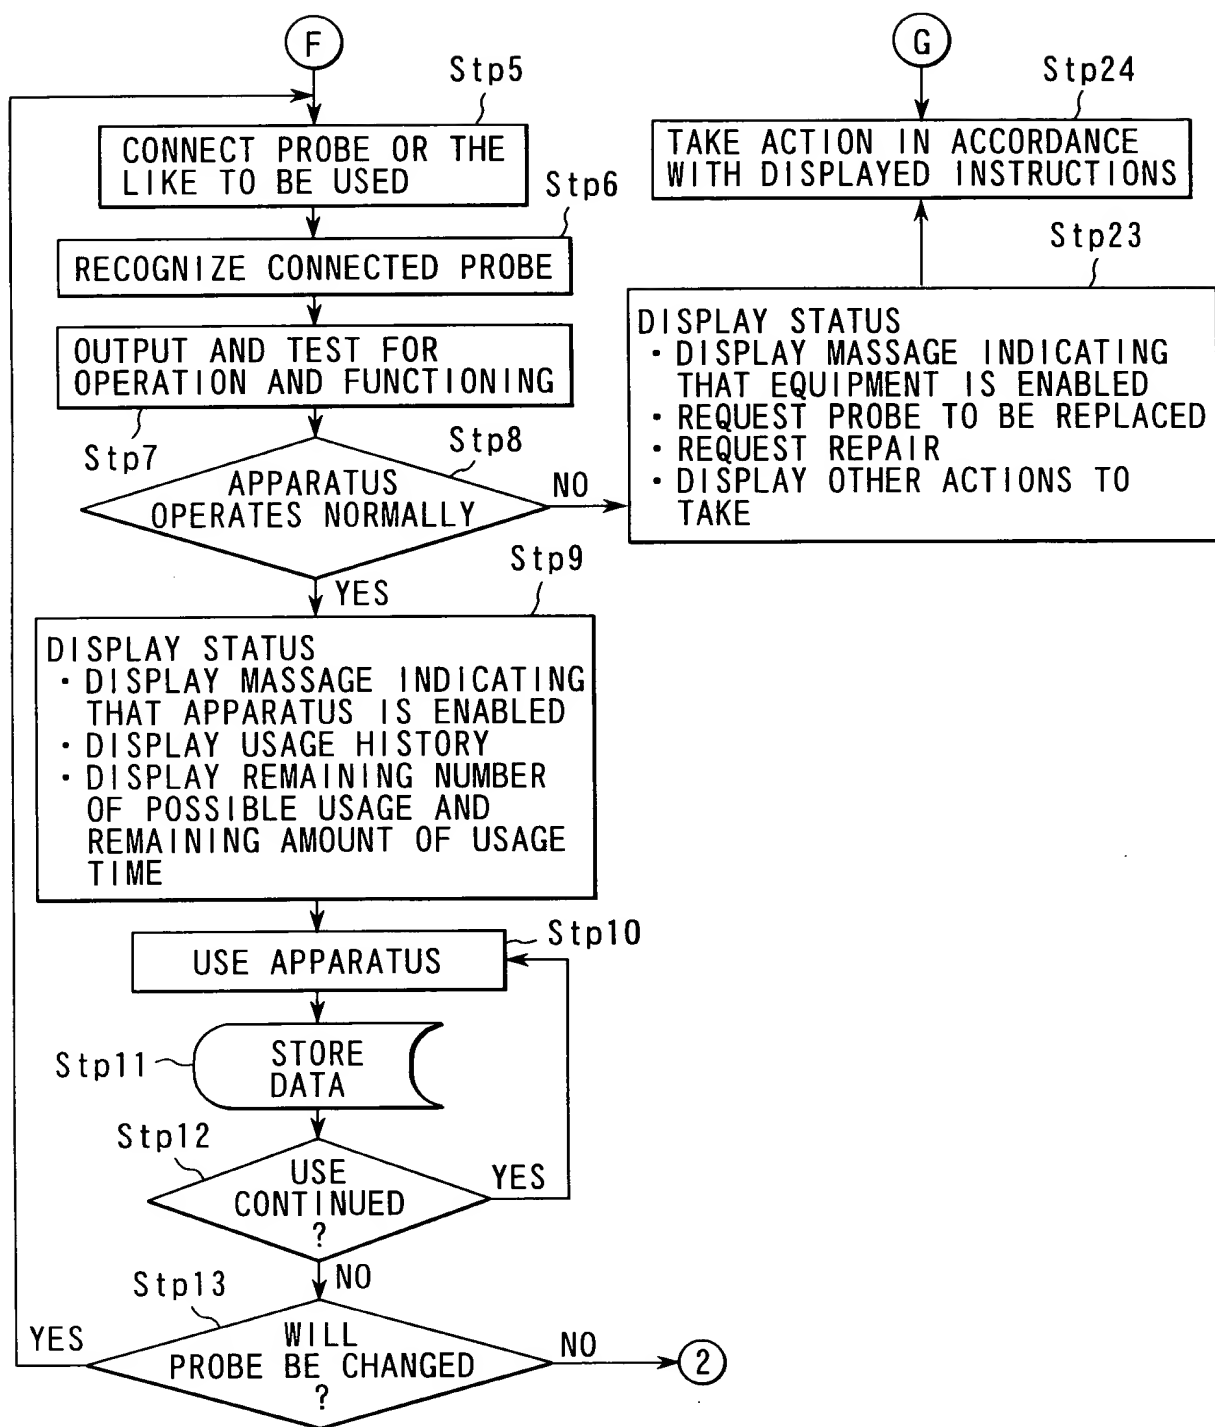 F
Stp5
CONNECT PROBE OR THE
LIKE TO BE USED
Stp6
RECOGNIZE CONNECTED PROBE
OUTPUT AND TEST FOR
OPERATION AND FUNCTIONING
Stp7
Stp8
APPARATUS
OPERATES NORMALLY
NO
YES
Stp9
DISPLAY STATUS
・DISPLAY MASSAGE INDICATING
THAT APPARATUS IS ENABLED
・DISPLAY USAGE HISTORY
・DISPLAY REMAINING NUMBER
OF POSSIBLE USAGE AND
REMAINING AMOUNT OF USAGE
TIME
Stp10
USE APPARATUS
Stp11
STORE
DATA
Stp12
USE
CONTINUED
?
YES
NO
Stp13
WILL
PROBE BE CHANGED
?
YES
NO
2
G
Stp24
TAKE ACTION IN ACCORDANCE
WITH DISPLAYED INSTRUCTIONS
Stp23
DISPLAY STATUS
・DISPLAY MASSAGE INDICATING
THAT EQUIPMENT IS ENABLED
・REQUEST PROBE TO BE REPLACED
・REQUEST REPAIR
・DISPLAY OTHER ACTIONS TO
TAKE